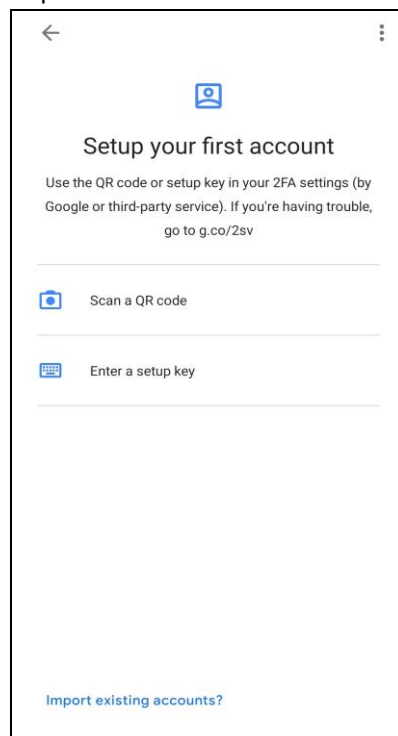 Setup your first account
Use the QR code or setup key in your 2FA settings (by
Google or third-party service). If you're having trouble,
go to g.co/2sv
Scan a QR code
Enter a setup key
Import existing accounts?